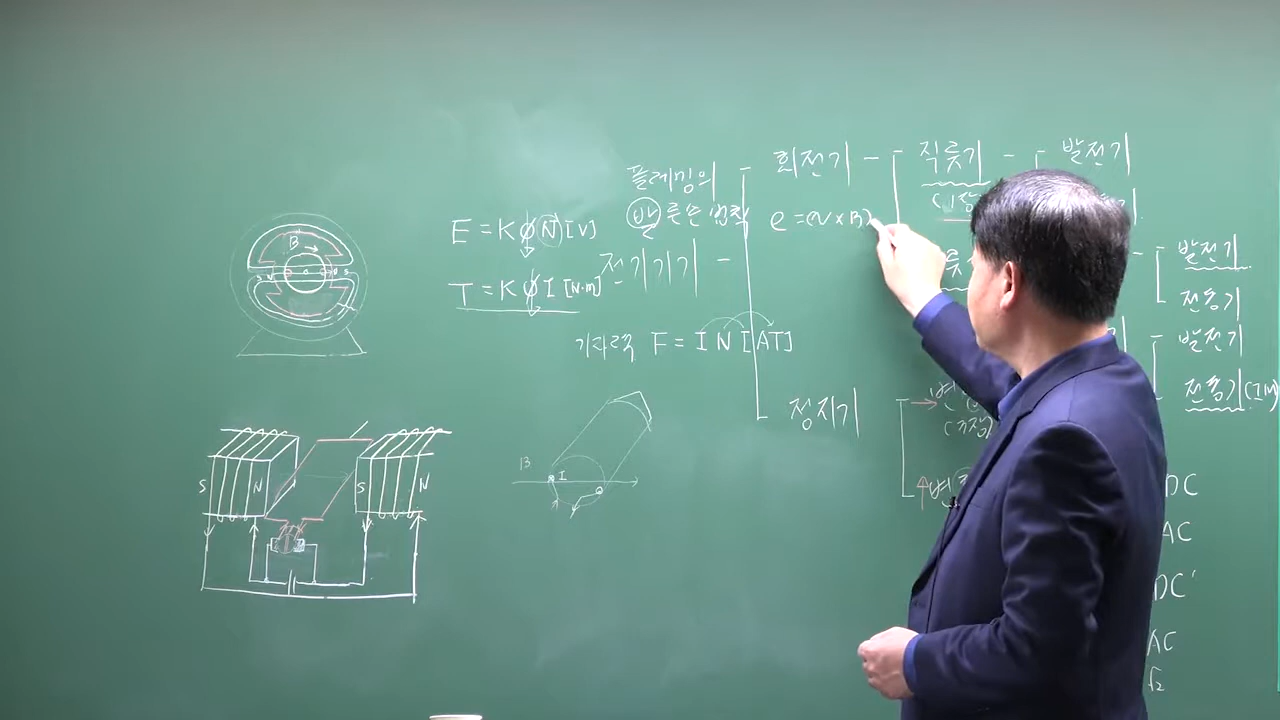 플레밍의
발 른손 법칙
E = KϕN [V]
T = KϕI [N·m]
전기기기
기자력 F = I N [AT]
회전기
e = (v × B)
정지기
직류기
발전기
발전기
전동기
발전기
전동기 (IM)
B
S N S N
B I
DC
AC
DC'
AC
f₂